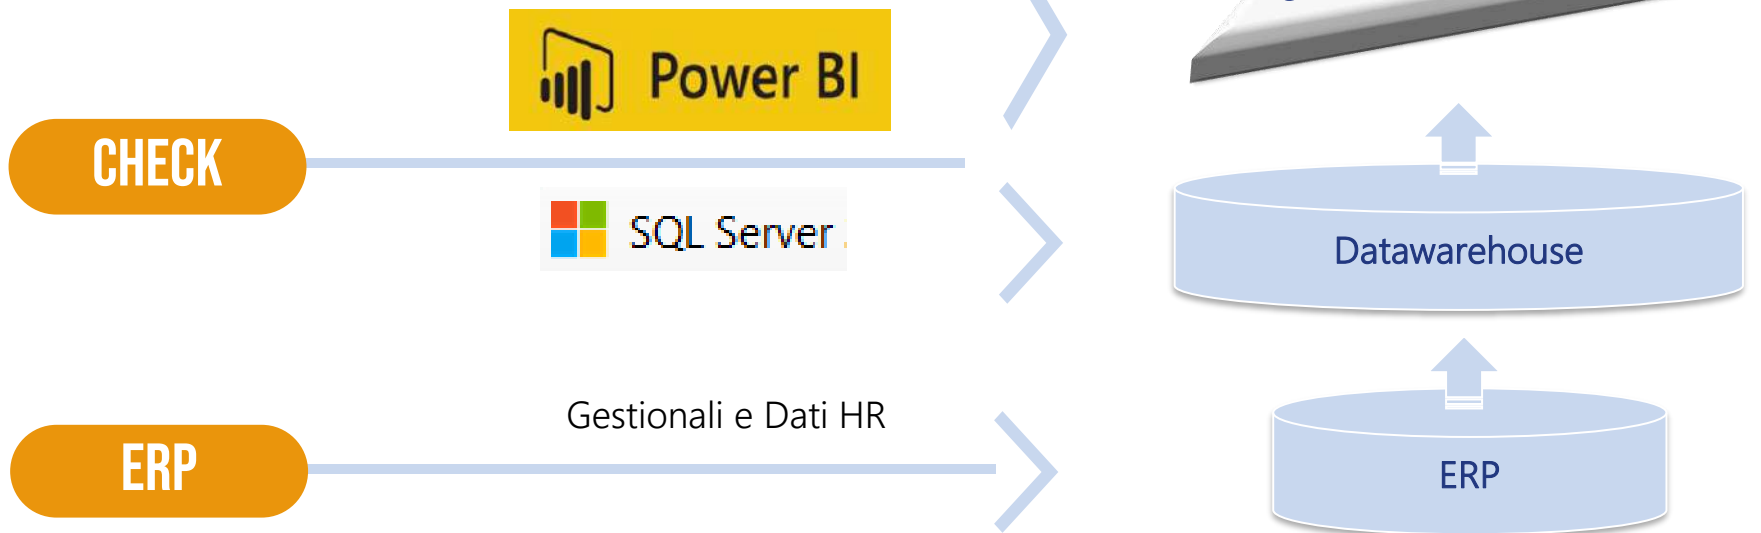 Power BI
CHECK
SQL Server
Datawarehouse
Gestionali e Dati HR
ERP
ERP